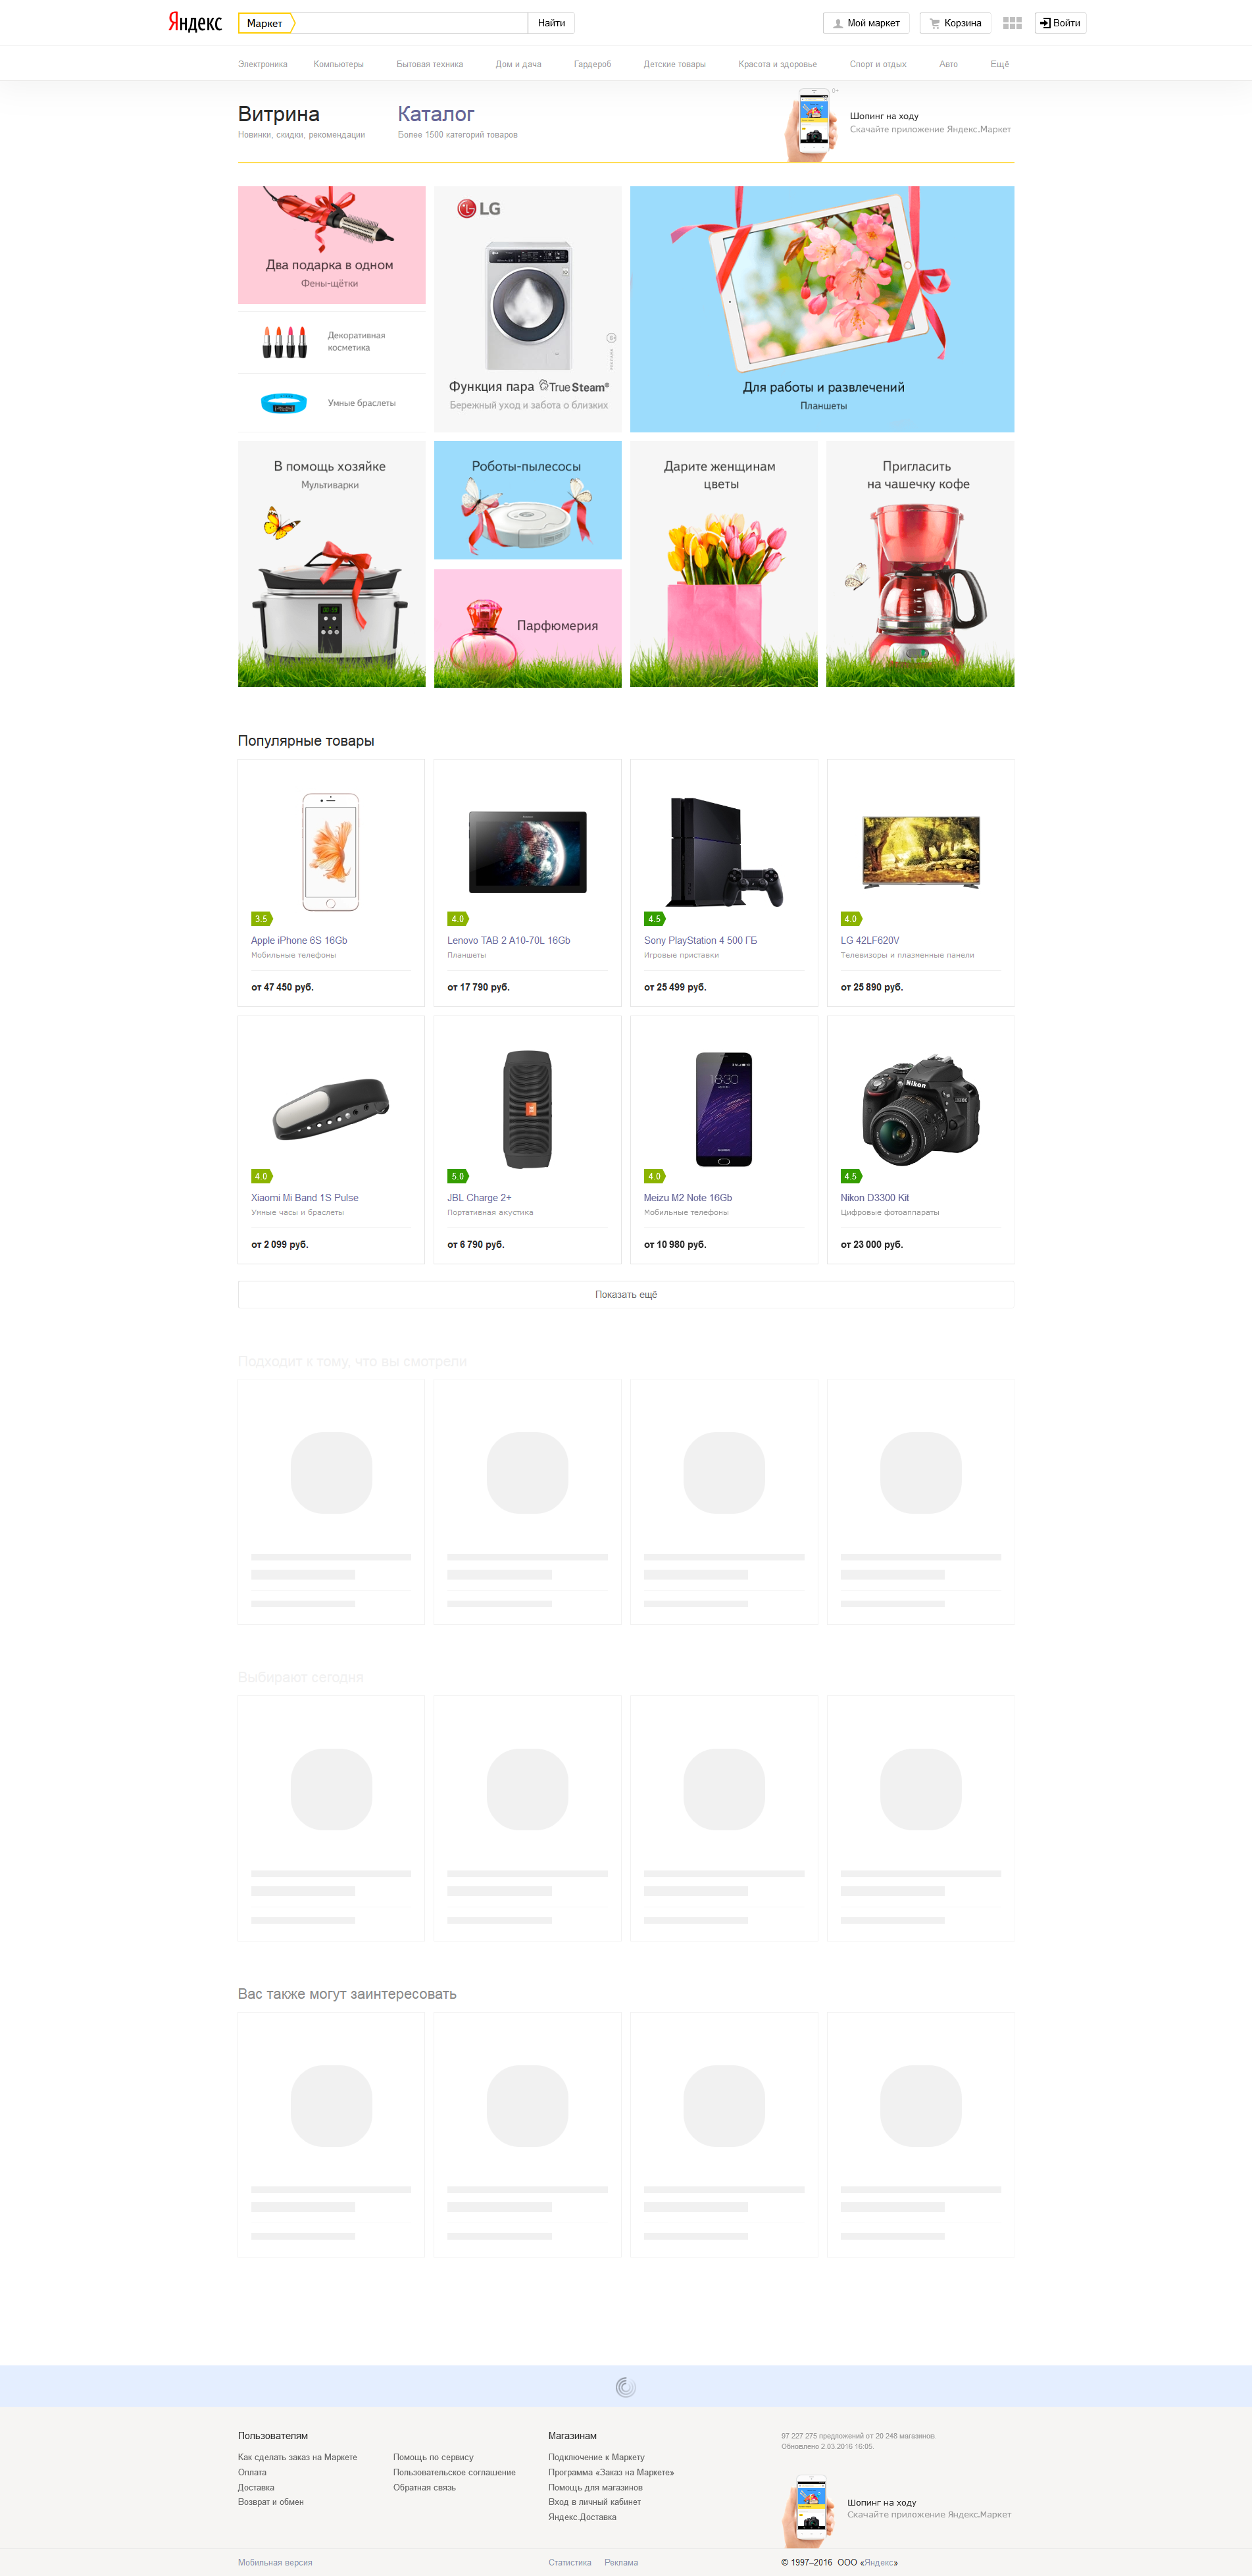 Яндекс
Маркет
Найти
Мой маркет
Корзина
Войти
Электроника Компьютеры Бытовая техника Дом и дача Гардероб Детские товары Красота и здоровье Спорт и отдых Авто Ещё
Витрина
Новинки, скидки, рекомендации
Каталог
Более 1500 категорий товаров
0+
Шопинг на ходу
Скачайте приложение Яндекс.Маркет
Два подарка в одном
Фены-щётки
Декоративная
косметика
Умные браслеты
LG
Функция пара TrueSteam®
Бережный уход и забота о близких
Для работы и развлечений
Планшеты
В помощь хозяйке
Мультиварки
Роботы-пылесосы
Парфюмерия
Дарите женщинам
цветы
Пригласить
на чашечку кофе
Популярные товары
3.5
Apple iPhone 6S 16Gb
Мобильные телефоны
от 47 450 руб.
4.0
Lenovo TAB 2 A10-70L 16Gb
Планшеты
от 17 790 руб.
4.5
Sony PlayStation 4 500 ГБ
Игровые приставки
от 25 499 руб.
4.0
LG 42LF620V
Телевизоры и плазменные панели
от 25 890 руб.
4.0
Xiaomi Mi Band 1S Pulse
Умные часы и браслеты
от 2 099 руб.
5.0
JBL Charge 2+
Портативная акустика
от 6 790 руб.
18:30
4.0
Meizu M2 Note 16Gb
Мобильные телефоны
от 10 980 руб.
Nikon
4.5
Nikon D3300 Kit
Цифровые фотоаппараты
от 23 000 руб.
Показать ещё
Подходит к тому, что вы смотрели
Выбирают сегодня
Вас также могут заинтересовать
Пользователям
Как сделать заказ на Маркете
Оплата
Доставка
Возврат и обмен
Помощь по сервису
Пользовательское соглашение
Обратная связь
Магазинам
Подключение к Маркету
Программа «Заказ на Маркете»
Помощь для магазинов
Вход в личный кабинет
Яндекс.Доставка
97 227 275 предложений от 20 248 магазинов.
Обновлено 2.03.2016 16:05.
Шопинг на ходу
Скачайте приложение Яндекс.Маркет
Мобильная версия
Статистика Реклама
© 1997–2016 ООО «Яндекс»